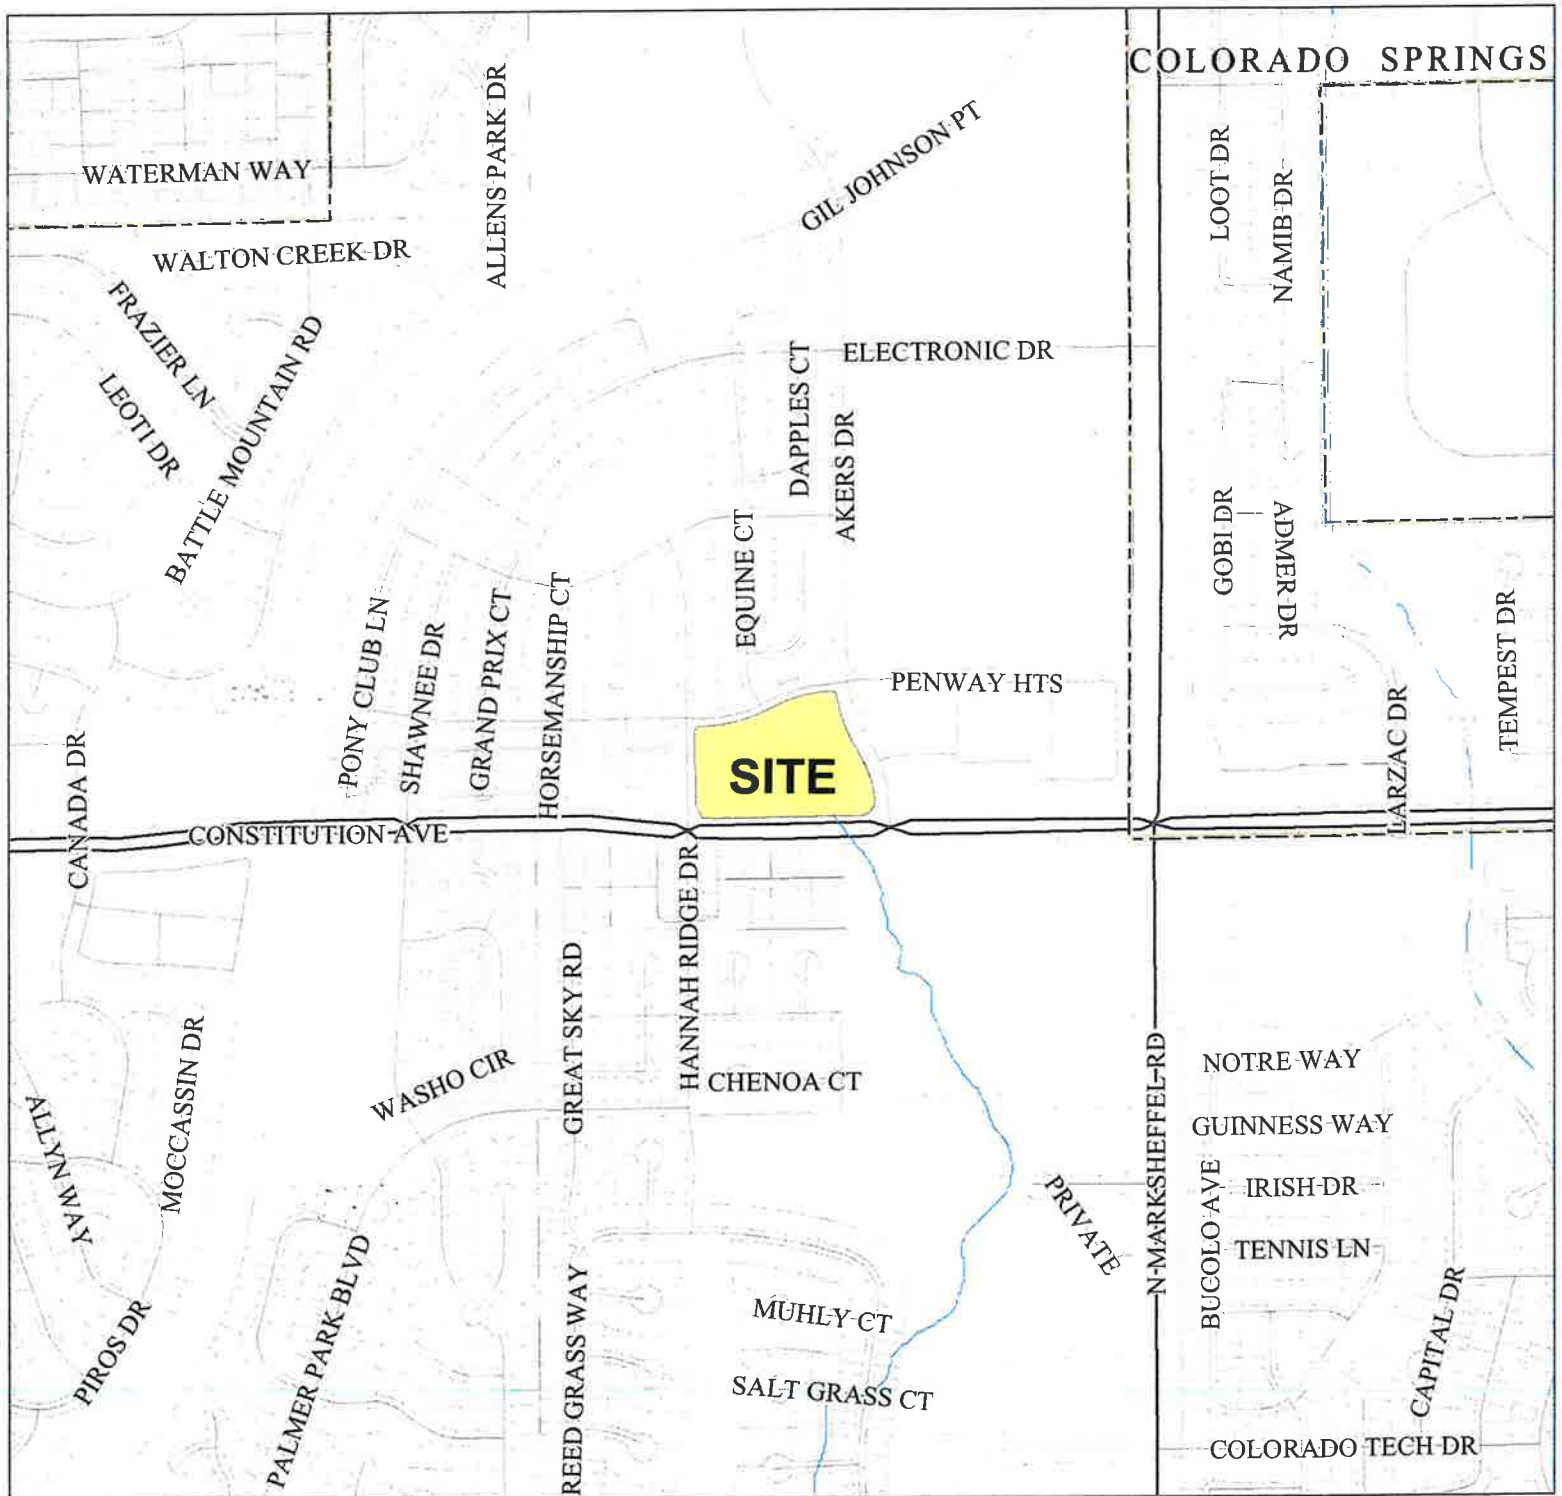 COLORADO SPRINGS
ALLENS PARK DR
GIL JOHNSON PT
LOOT DR
NAMIB DR
WATERMAN WAY
WALTON CREEK DR
FRAZIER LN
LEOTI DR
BATTLE MOUNTAIN RD
ELECTRONIC DR
DAPPLES CT
AKERS DR
EQUINE CT
GOBI DR
ADMER DR
TEMPEST DR
PONY CLUB LN
SHAWNEE DR
GRAND PRIX CT
HORSEMANSHIP CT
PENWAY HTS
LARZAC DR
CANADA DR
SITE
CONSTITUTION AVE
HANNAH RIDGE DR
GREAT SKY RD
MOCCASSIN DR
WASHO CIR
CHENOA CT
N MARKSHEFFEL RD
NOTRE WAY
GUINNESS WAY
ALLYN WAY
PRIVATE
BUCOLO AVE
IRISH DR
TENNIS LN
PIROS DR
PALMER PARK BLVD
REED GRASS WAY
MUHLY CT
SALT GRASS CT
CAPITAL DR
COLORADO TECH DR